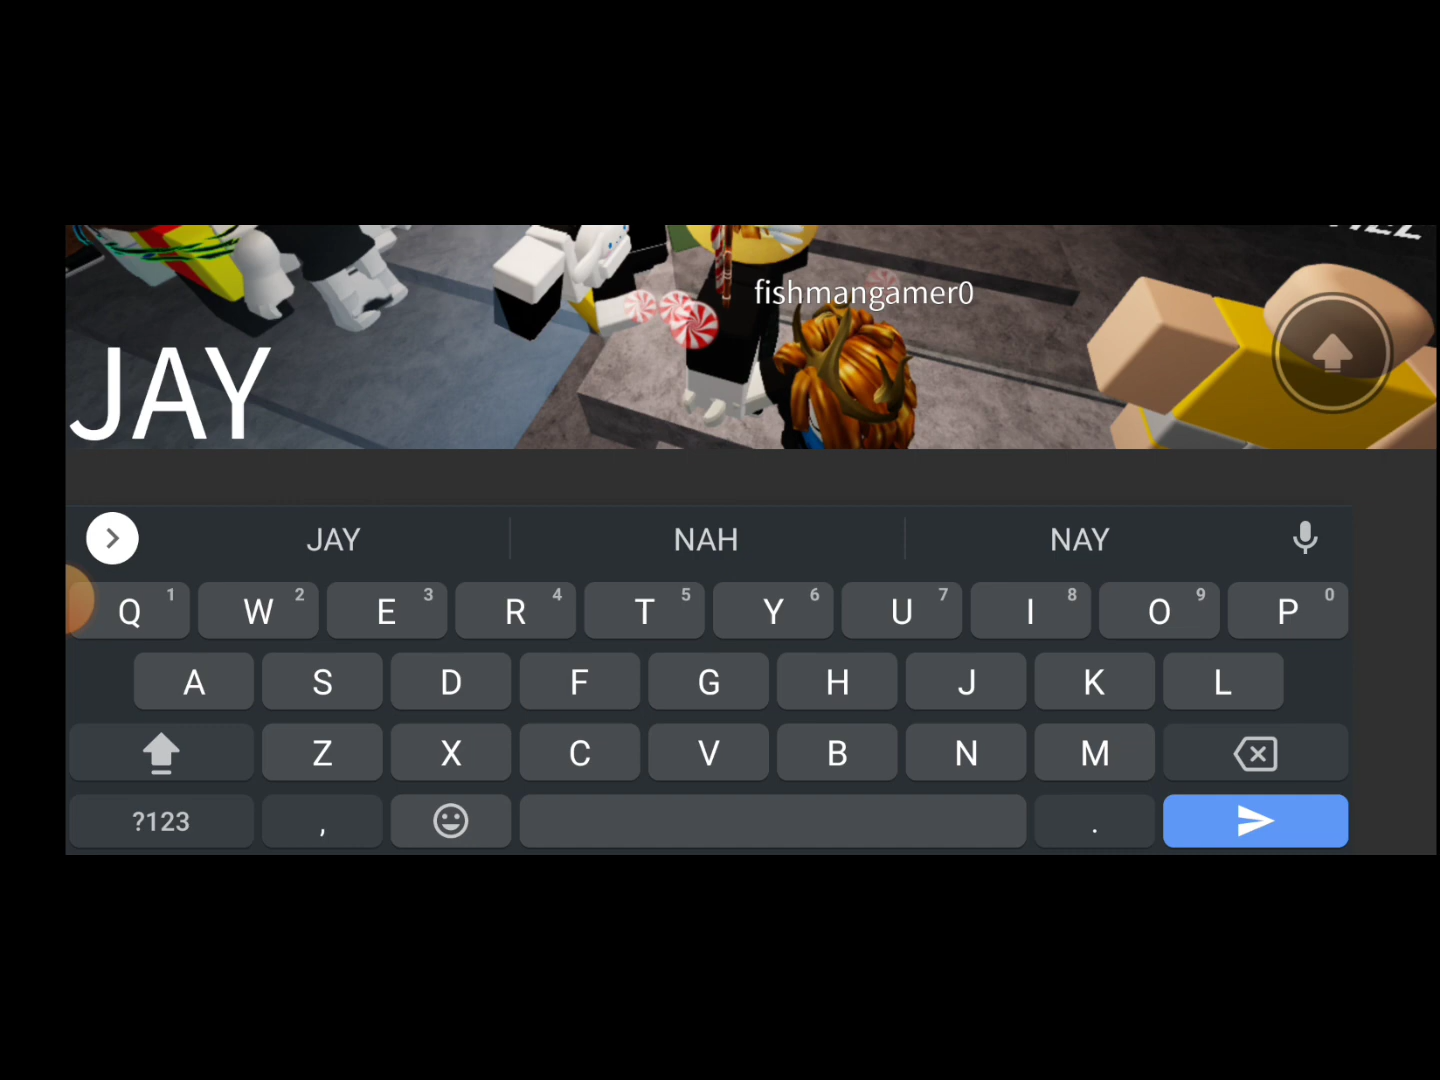 fishmangamer0
JAY
JAY NAH NAY
Q 1 W 2 E 3 R 4 T 5 Y 6 U 7 I 8 O 9 P 0
A S D F G H J K L
Z X C V B N M
?123 , .